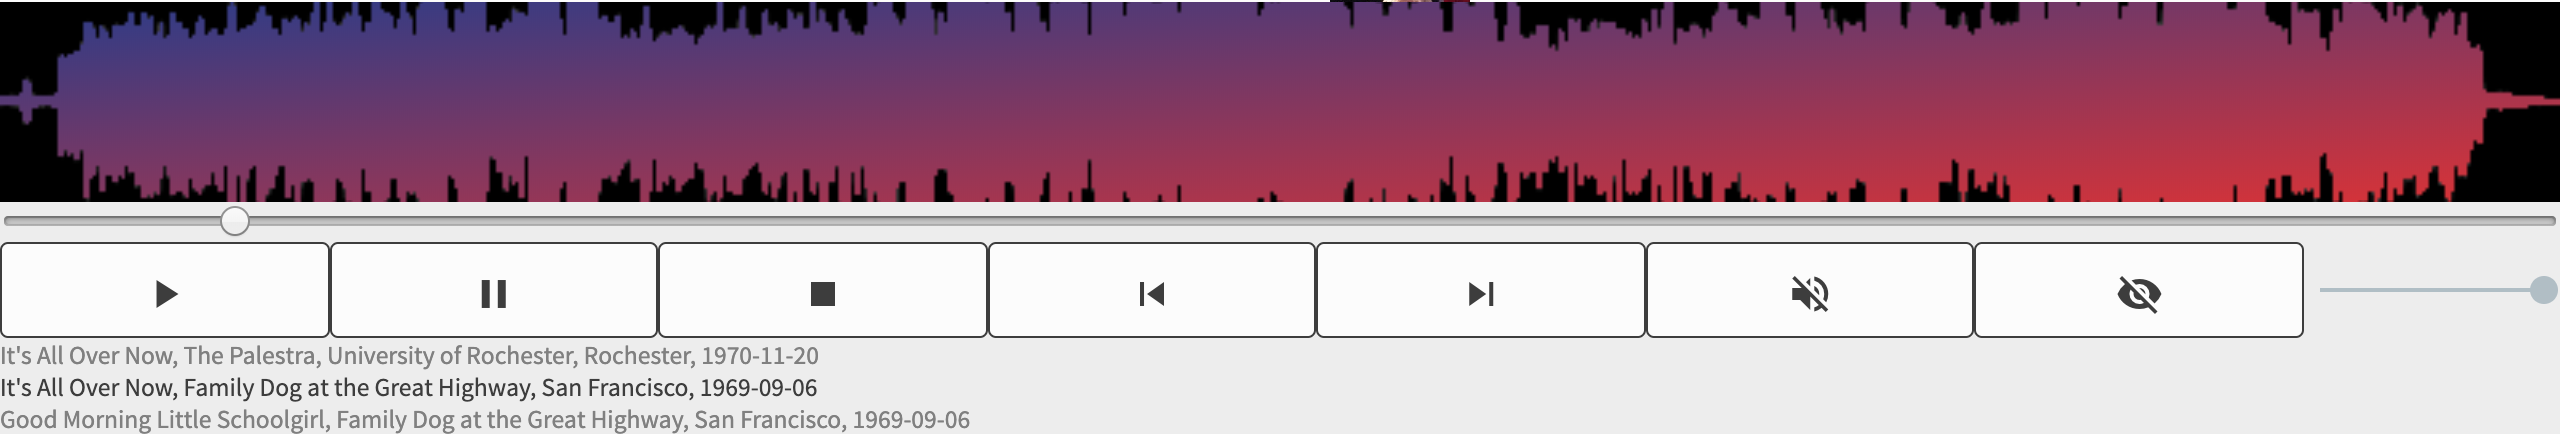 It's All Over Now, The Palestra, University of Rochester, Rochester, 1970-11-20
It's All Over Now, Family Dog at the Great Highway, San Francisco, 1969-09-06
Good Morning Little Schoolgirl, Family Dog at the Great Highway, San Francisco, 1969-09-06